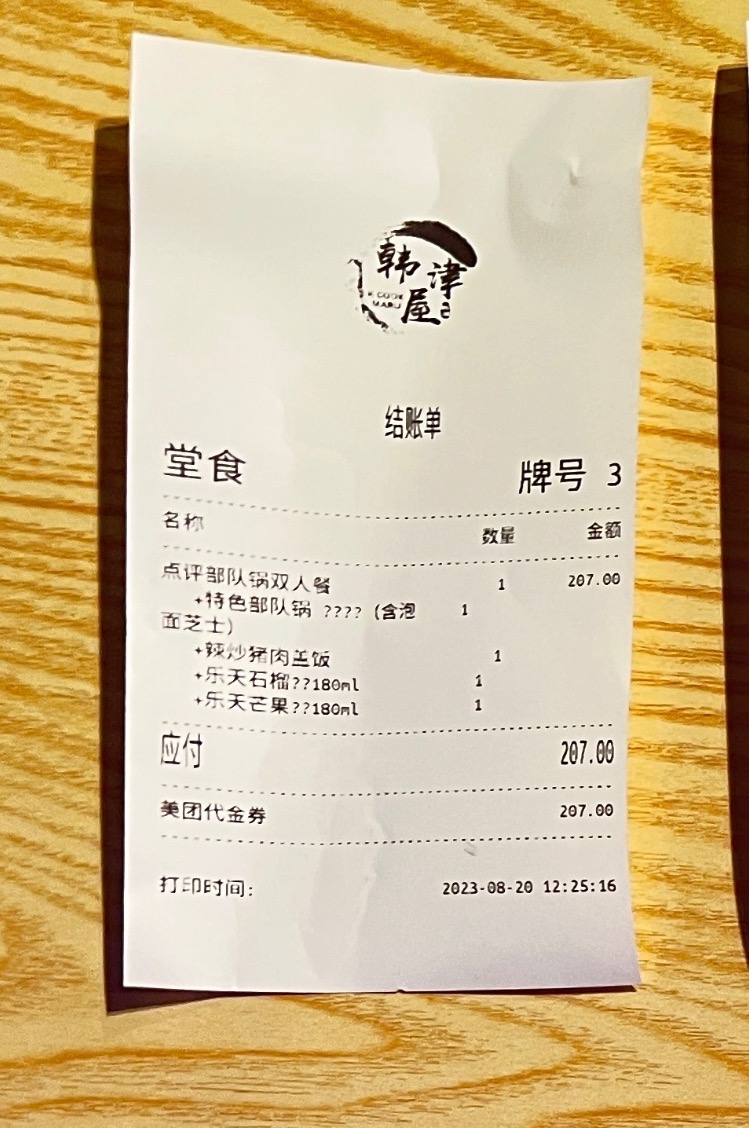 韩津
K.COOK
MARU
屋
结账单
堂食 牌号 3
名称 数量 金额
点评部队锅双人餐 1 207.00
+特色部队锅 ???? (含泡 1
面芝士)
+辣炒猪肉盖饭 1
+乐天石榴??180ml 1
+乐天芒果??180ml 1
应付 207.00
美团代金券 207.00
打印时间: 2023-08-20 12:25:16